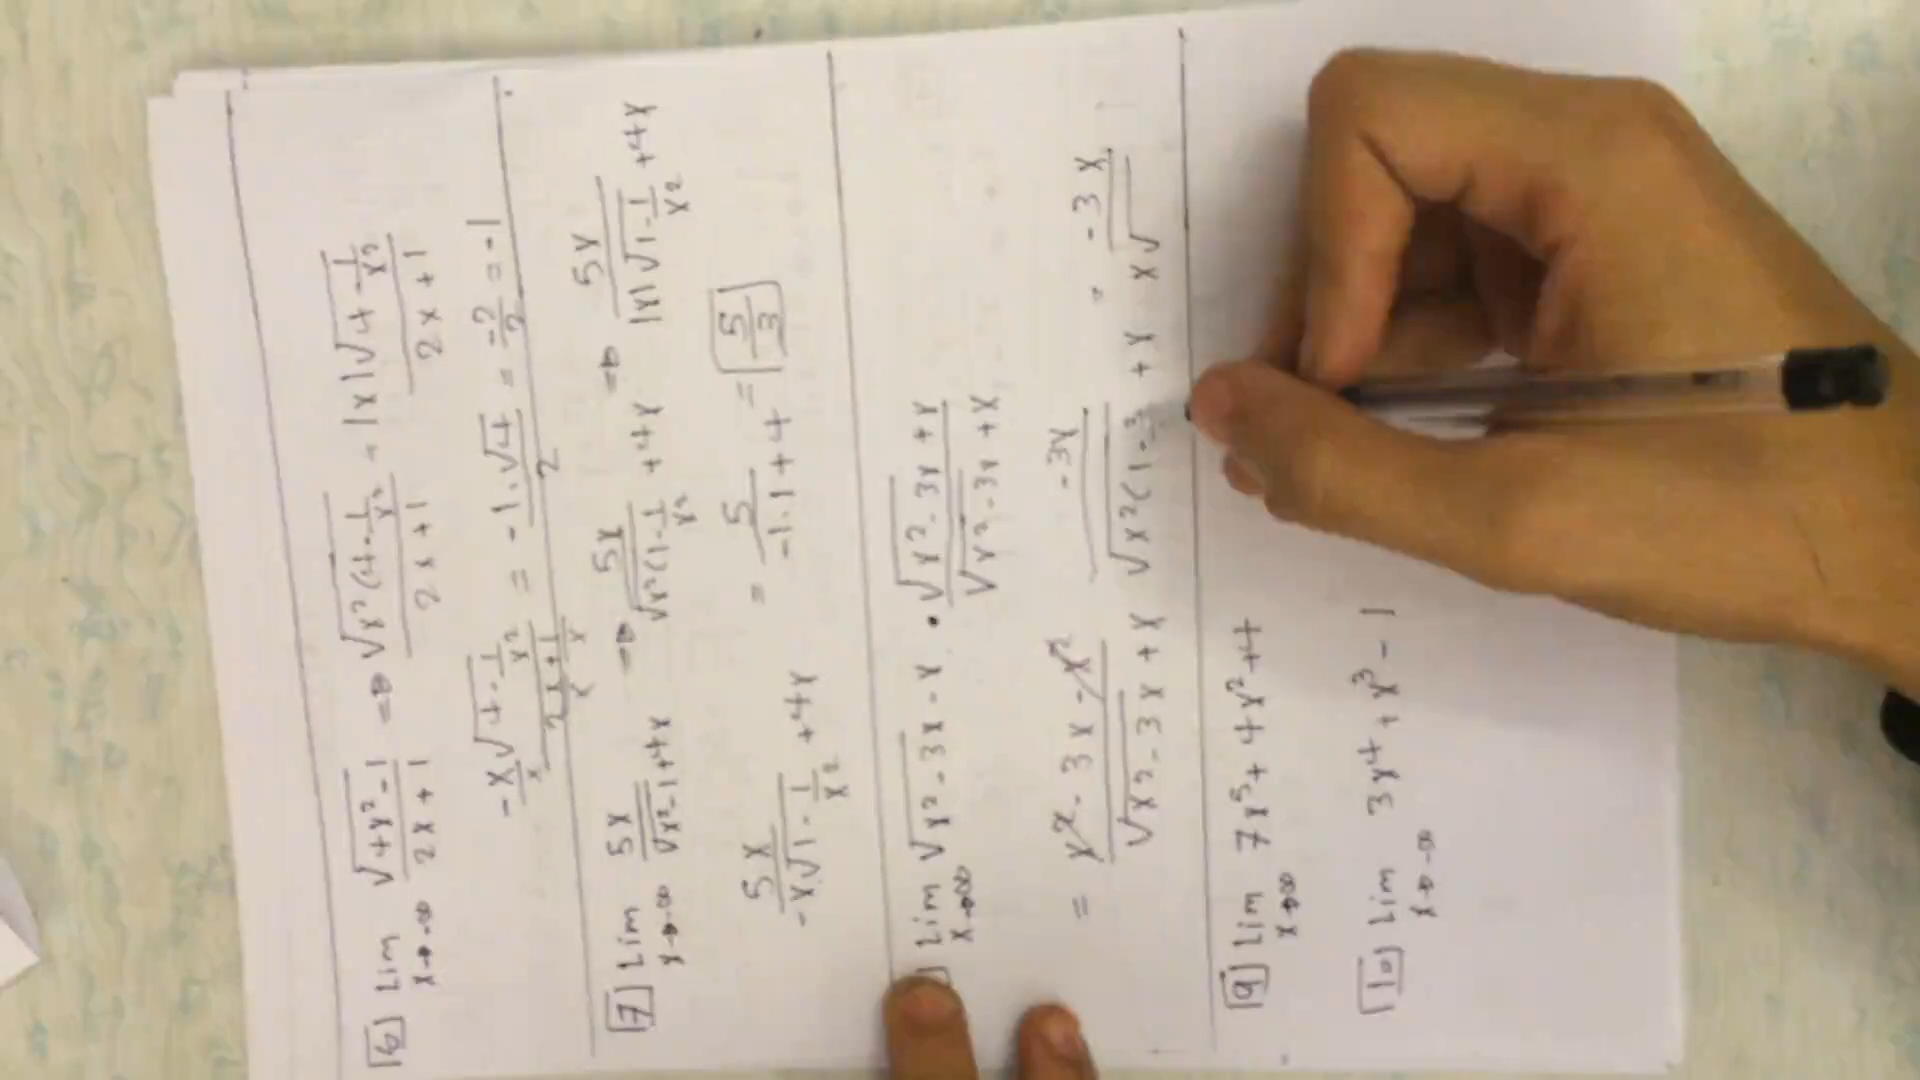 6) Lim x→-∞ √(4x²-1) / (2x+1) ⇒ √(x²(4-1/x²)) / (2x+1) = |x|√(4-1/x²) / (2x+1)
(-x√(4-1/x²) / x) / ((2x+1)/(x x)) = -1·√4 / 2 = -2/2 = -1
7) Lim x→-∞ 5x / (√(x²-1)+4x) ⇒ 5x / (√(x²(1-1/x²)) +4x) ⇒ 5x / (|x|√(1-1/x²) +4x)
5x / (-x√(1-1/x²) +4x) = 5 / (-1·1+4) = 5/3
Lim x→∞ √(x²-3x) - x · (√(x²-3x) + x) / (√(x²-3x) + x)
= (x²-3x-x²) / (√(x²-3x) + x) -3x / (√(x²(1-3 + x = -3x / x√
9) Lim x→∞ 7x⁵+4x²+4
10) Lim x→-∞ 3x⁴+x³-1